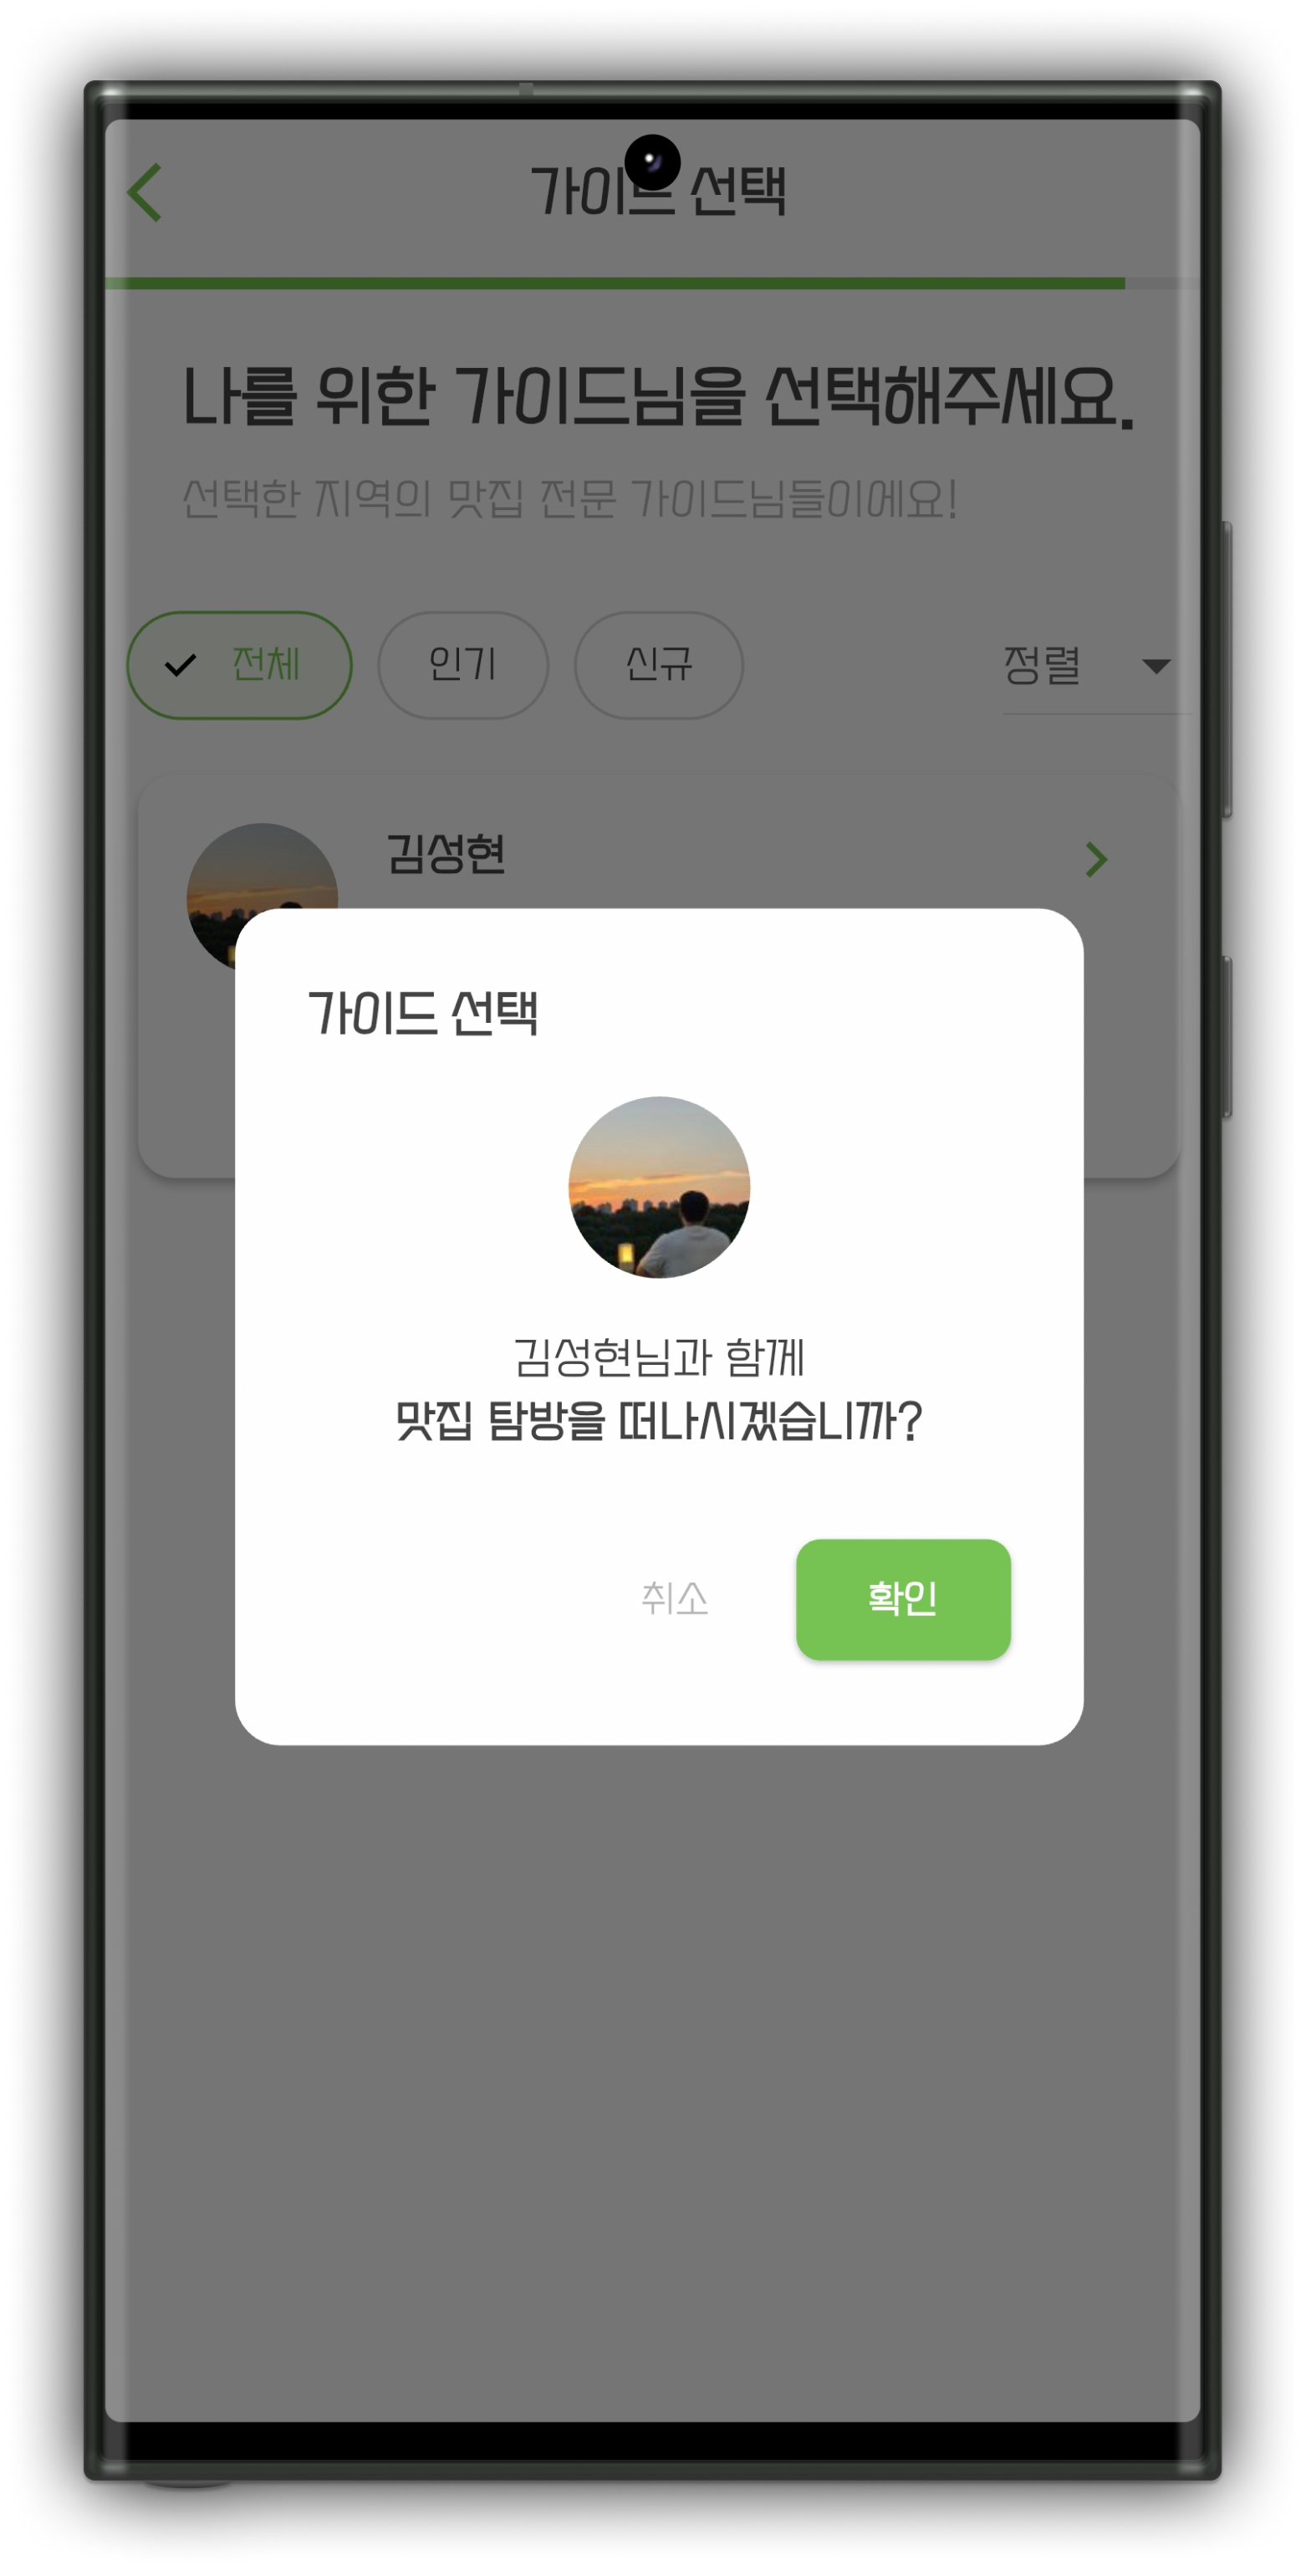 가이드 선택
나를 위한 가이드님을 선택해주세요.
선택한 지역의 맛집 전문 가이드님들이에요!
전체 인기 신규 정렬
김성현
가이드 선택
김성현님과 함께
맛집 탐방을 떠나시겠습니까?
취소 확인